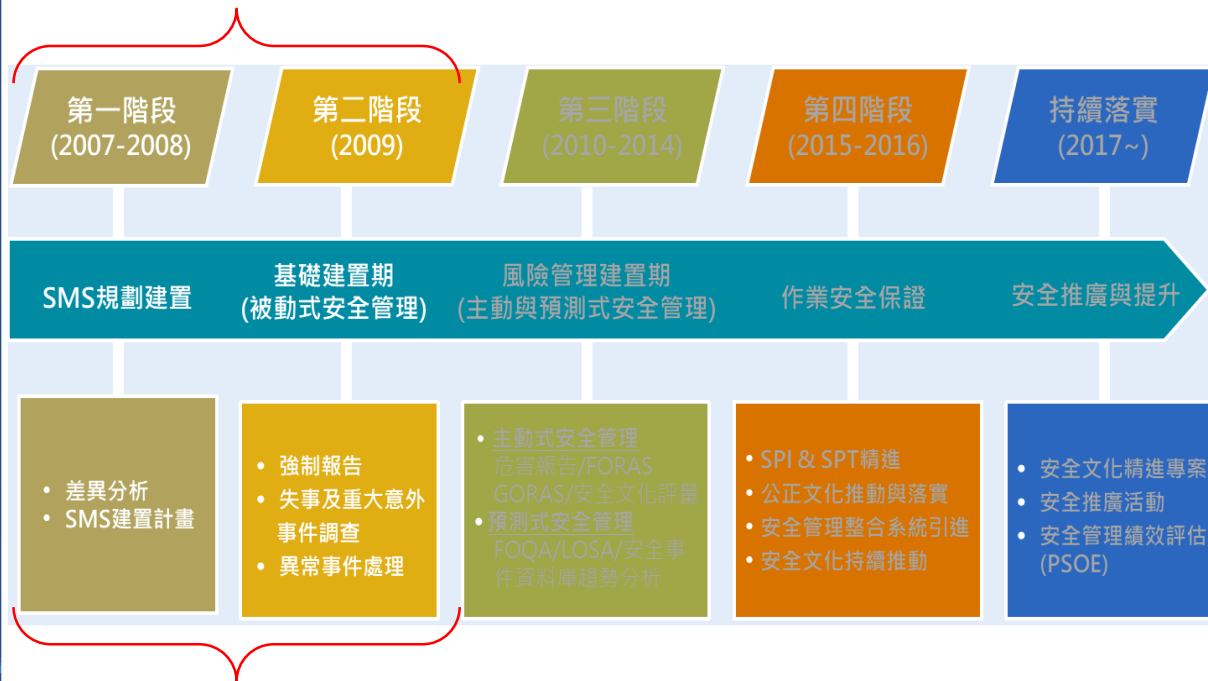 第一階段
(2007-2008)
第二階段
(2009)
第三階段
(2010-2014)
第四階段
(2015-2016)
持續落實
(2017~)
SMS規劃建置
基礎建置期
(被動式安全管理)
風險管理建置期
(主動與預測式安全管理)
作業安全保證
安全推廣與提升
• 差異分析
• SMS建置計畫
• 強制報告
• 失事及重大意外
事件調查
• 異常事件處理
• 主動式安全管理
危害報告/FORAS
GORAS/安全文化評量
• 預測式安全管理
FOQA/LOSA/安全事
件資料庫趨勢分析
• SPI & SPT精進
• 公正文化推動與落實
• 安全管理整合系統引進
• 安全文化持續推動
• 安全文化精進專案
• 安全推廣活動
• 安全管理績效評估
(PSOE)